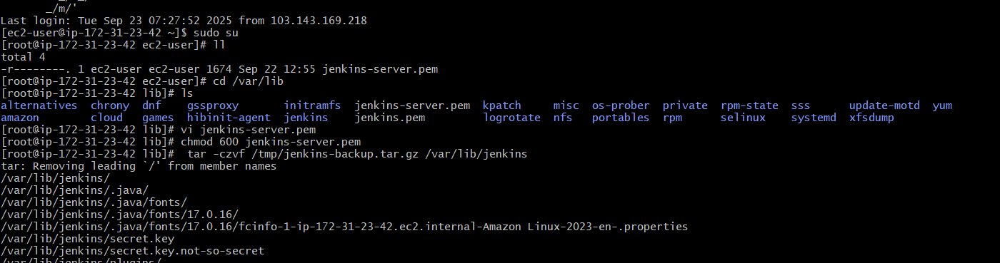 _/m/'
Last login: Tue Sep 23 07:27:52 2025 from 103.143.169.218
[ec2-user@ip-172-31-23-42 ~]$ sudo su
[root@ip-172-31-23-42 ec2-user]# ll
total 4
-r--------. 1 ec2-user ec2-user 1674 Sep 22 12:55 jenkins-server.pem
[root@ip-172-31-23-42 ec2-user]# cd /var/lib
[root@ip-172-31-23-42 lib]# ls
alternatives  chrony  dnf    gssproxy        initramfs  jenkins-server.pem  kpatch     misc  os-prober  private  rpm-state  sss      update-motd  yum
amazon        cloud   games  hibinit-agent   jenkins    jenkins.pem         logrotate  nfs   portables  rpm      selinux    systemd  xfsdump
[root@ip-172-31-23-42 lib]# vi jenkins-server.pem
[root@ip-172-31-23-42 lib]# chmod 600 jenkins-server.pem
[root@ip-172-31-23-42 lib]#  tar -czvf /tmp/jenkins-backup.tar.gz /var/lib/jenkins
tar: Removing leading `/' from member names
/var/lib/jenkins/
/var/lib/jenkins/.java/
/var/lib/jenkins/.java/fonts/
/var/lib/jenkins/.java/fonts/17.0.16/
/var/lib/jenkins/.java/fonts/17.0.16/fcinfo-1-ip-172-31-23-42.ec2.internal-Amazon Linux-2023-en-.properties
/var/lib/jenkins/secret.key
/var/lib/jenkins/secret.key.not-so-secret
/var/lib/jenkins/plugins/